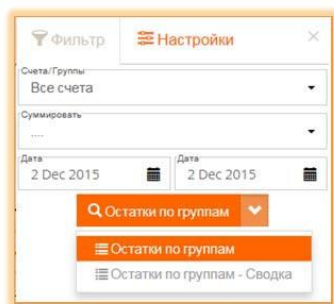 Фильтр Настройки
Счета/Группы
Все счета
Суммировать
....
Дата Дата
2 Dec 2015 2 Dec 2015
Остатки по группам
Остатки по группам
Остатки по группам - Сводка